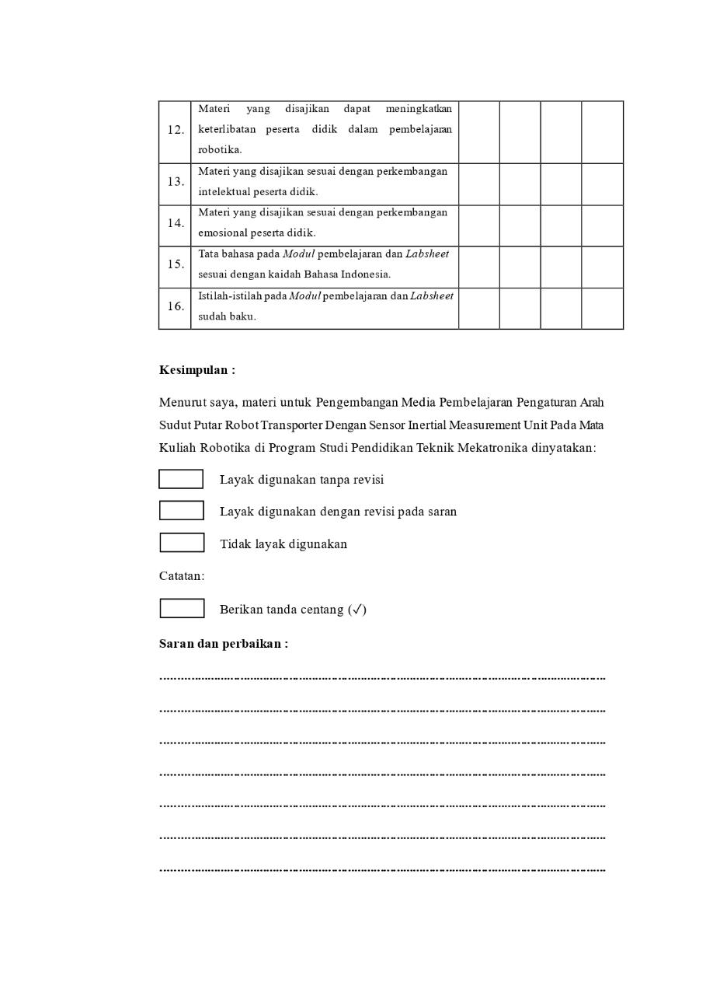 12.
Materi yang disajikan dapat meningkatkan
keterlibatan peserta didik dalam pembelajaran
robotika.
13.
Materi yang disajikan sesuai dengan perkembangan
intelektual peserta didik.
14.
Materi yang disajikan sesuai dengan perkembangan
emosional peserta didik.
15.
Tata bahasa pada Modul pembelajaran dan Labsheet
sesuai dengan kaidah Bahasa Indonesia.
16.
Istilah-istilah pada Modul pembelajaran dan Labsheet
sudah baku.
Kesimpulan :
Menurut saya, materi untuk Pengembangan Media Pembelajaran Pengaturan Arah
Sudut Putar Robot Transporter Dengan Sensor Inertial Measurement Unit Pada Mata
Kuliah Robotika di Program Studi Pendidikan Teknik Mekatronika dinyatakan:
Layak digunakan tanpa revisi
Layak digunakan dengan revisi pada saran
Tidak layak digunakan
Catatan:
Berikan tanda centang (✓)
Saran dan perbaikan :